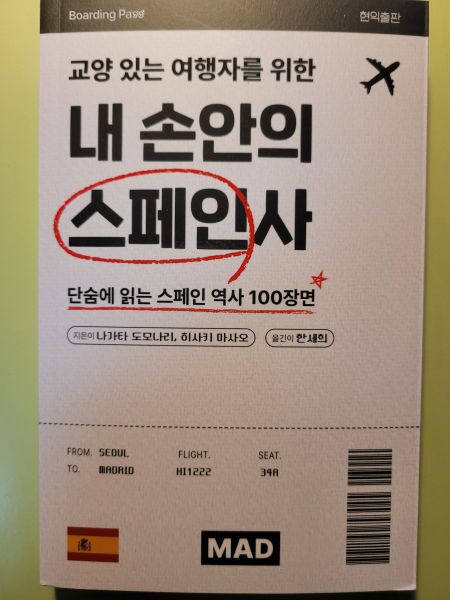 Boarding Pass
현익출판
교양 있는 여행자를 위한
내 손안의
스페인사
단숨에 읽는 스페인 역사 100장면
지은이 나가타 도모나리, 히사키 마사오
옮긴이 한세희
FROM. SEOUL FLIGHT. SEAT.
TO. MADRID HI1222 39A
MAD